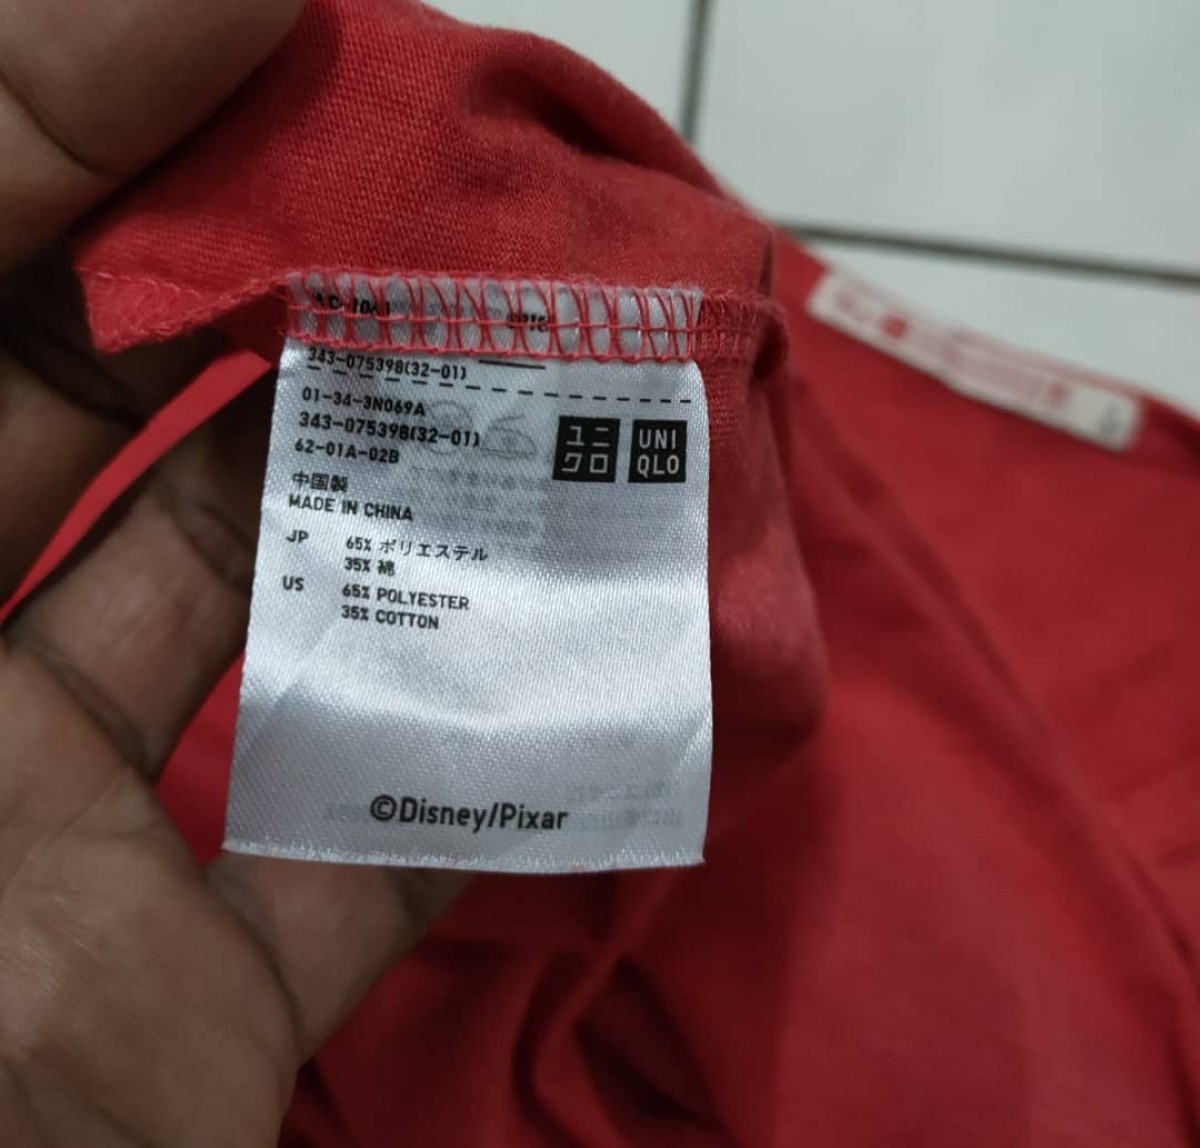 343-075398(32-01)
01-34-3N069A
343-075398(32-01)
62-01A-02B
ユニ
クロ
UNI
QLO
中国製
MADE IN CHINA
JP 65% ポリエステル
35% 綿
US 65% POLYESTER
35% COTTON
©Disney/Pixar